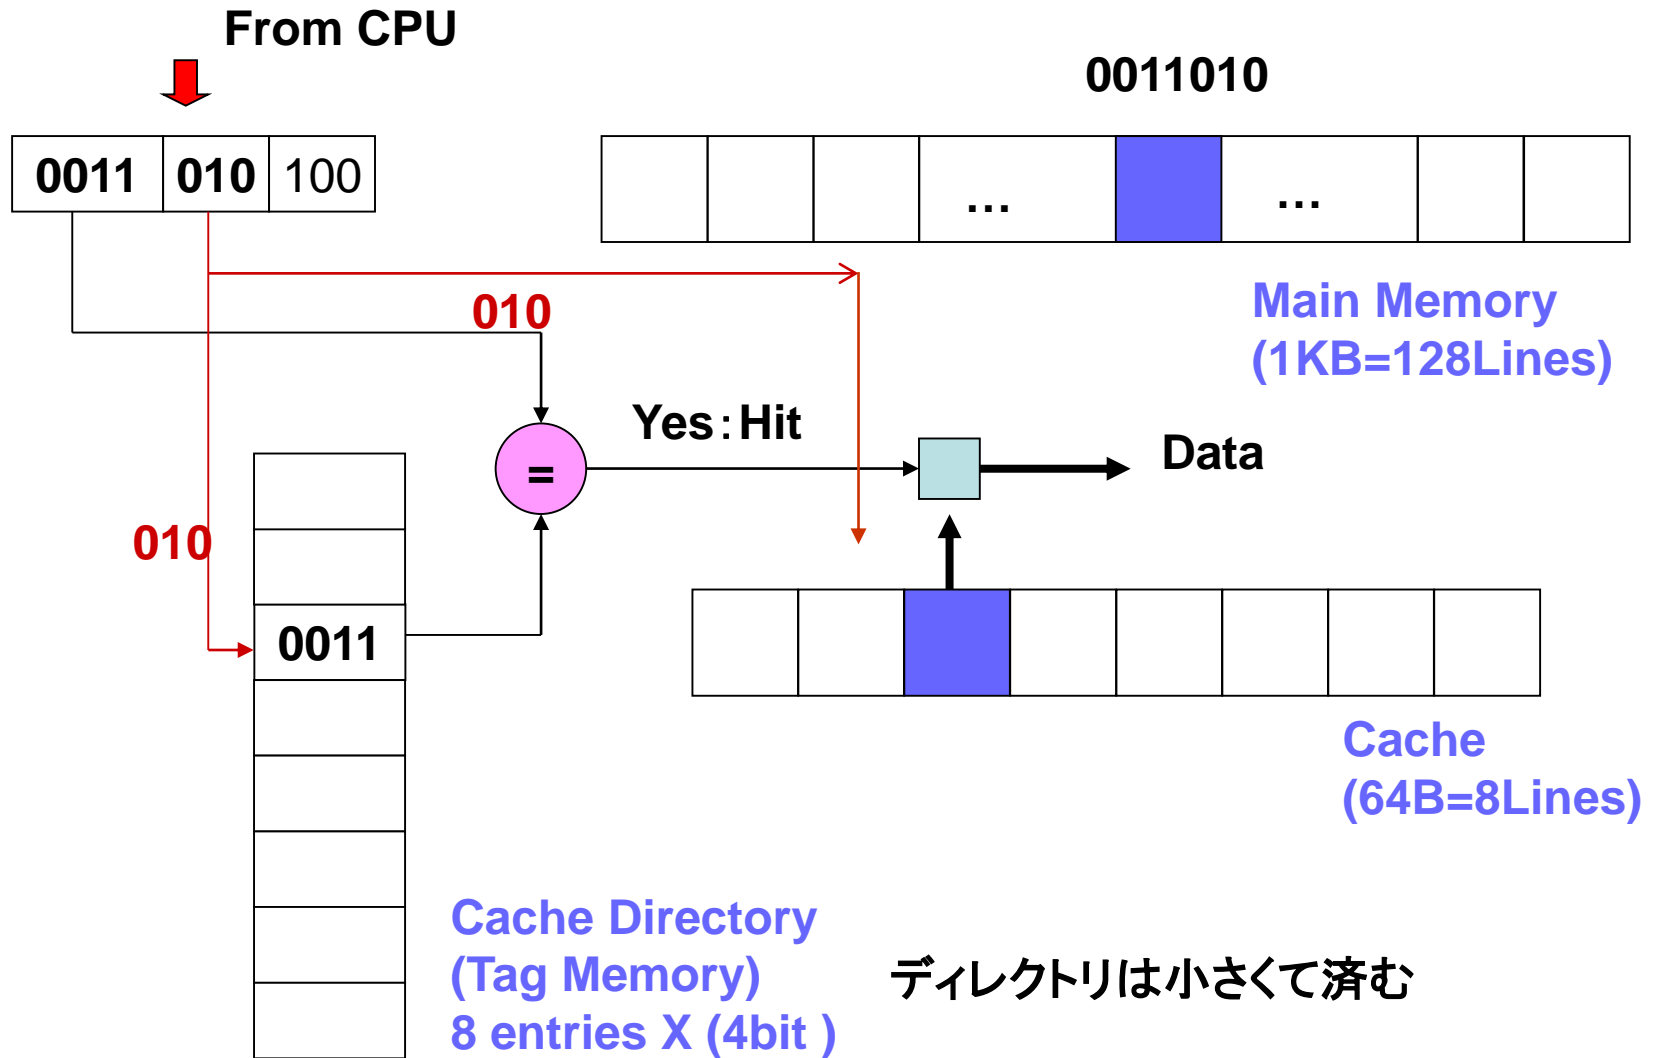 From CPU
0011010
0011 010 100
... ...
010
Main Memory
(1KB=128Lines)
Yes：Hit
Data
=
010
0011
Cache
(64B=8Lines)
Cache Directory
(Tag Memory)
8 entries X (4bit )
ディレクトリは小さくて済む